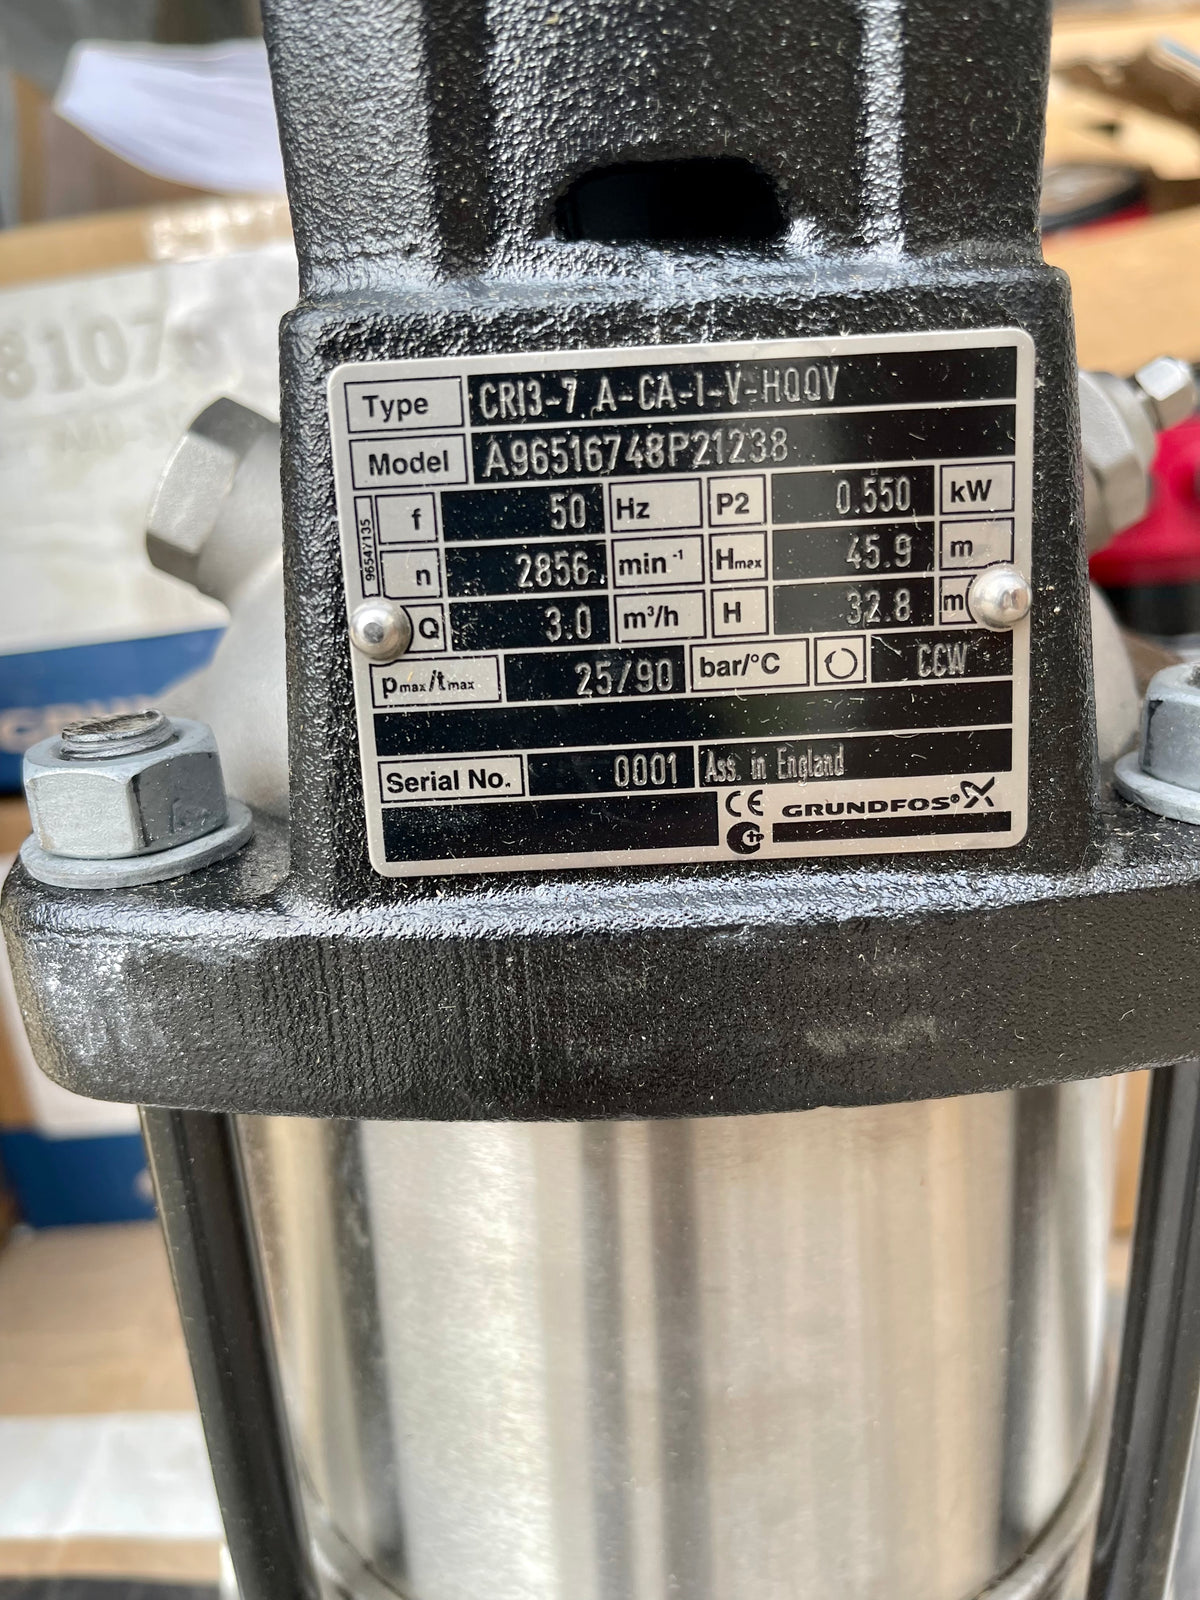 8107
Type CRI3-7 A-CA-I-V-HQQV
Model A96516748P21238
96547135
f 50 Hz P2 0.550 kW
n 2856 min⁻¹ Hmax 45.9 m
Q 3.0 m³/h H 32.8 m
pmax/tmax 25/90 bar/°C CCW
Serial No. 0001 Ass. in England
CE GRUNDFOS®